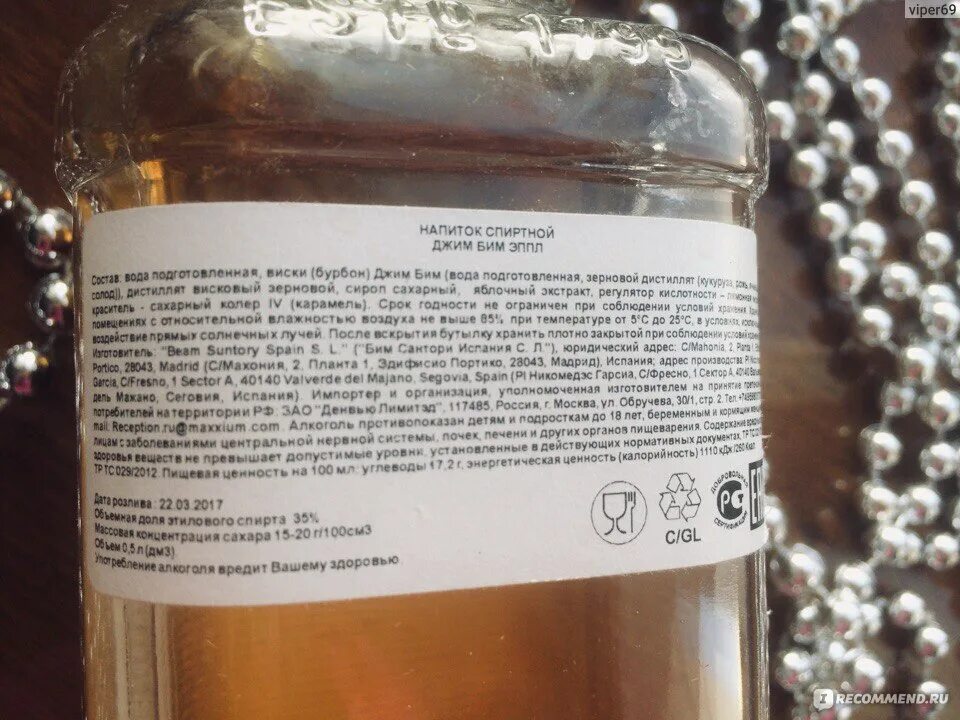 viper69
ESTD 1795
НАПИТОК СПИРТНОЙ
ДЖИМ БИМ ЭППЛ
Состав: вода подготовленная, виски (бурбон) Джим Бим (вода подготовленная, зерновой дистиллят (кукуруза, рожь,
солод)), дистиллят висковый зерновой, сироп сахарный, яблочный экстракт, регулятор кислотности – лимонная
краситель - сахарный колер IV (карамель). Срок годности не ограничен при соблюдении условий хранения.
помещениях с относительной влажностью воздуха не выше 85% при температуре от 5°С до 25°С, в условиях,
воздействие прямых солнечных лучей. После вскрытия бутылку хранить плотно закрытой при соблюдении условий
Изготовитель: "Beam Suntory Spain S. L." ("Бим Сантори Испания С. Л."), юридический адрес: C/Mahonia, 2, Planta 1
Portico, 28043, Madrid (С/Махония, 2, Планта 1, Эдифисио Портико, 28043, Мадрид), Испания, адрес производства:
Garcia, C/Fresno, 1 Sector A, 40140 Valverde del Majano, Segovia, Spain (Pl Никомедэс Гарсиа, С/Фресно, 1 Сектор А, 40140
дель Мажано, Сеговия, Испания). Импортер и организация, уполномоченная изготовителем на принятие
потребителей на территории РФ: ЗАО "Денвью Лимитэд", 117485, Россия, г. Москва, ул. Обручева, 30/1, стр. 2. Тел.
mail: Reception.ru@maxxium.com. Алкоголь противопоказан детям и подросткам до 18 лет, беременным и кормящим
лицам с заболеваниями центральной нервной системы, почек, печени и других органов пищеварения. Содержание
здоровья веществ не превышает допустимые уровни, установленные в действующих нормативных документах, ТР ТС
ТР ТС 029/2012. Пищевая ценность на 100 мл: углеводы 17,2 г, энергетическая ценность (калорийность) 1110 кДж /260 Ккал
Дата розлива : 22.03.2017
Объемная доля этилового спирта 35%
Массовая концентрация сахара 15-20 г/100см3
Объем 0,5 л (дм3)
Употребление алкоголя вредит Вашему здоровью
C/GL
ДОБРОВОЛЬНАЯ
РСТ
СЕРТИФИКАЦИЯ
I RECOMMEND.RU